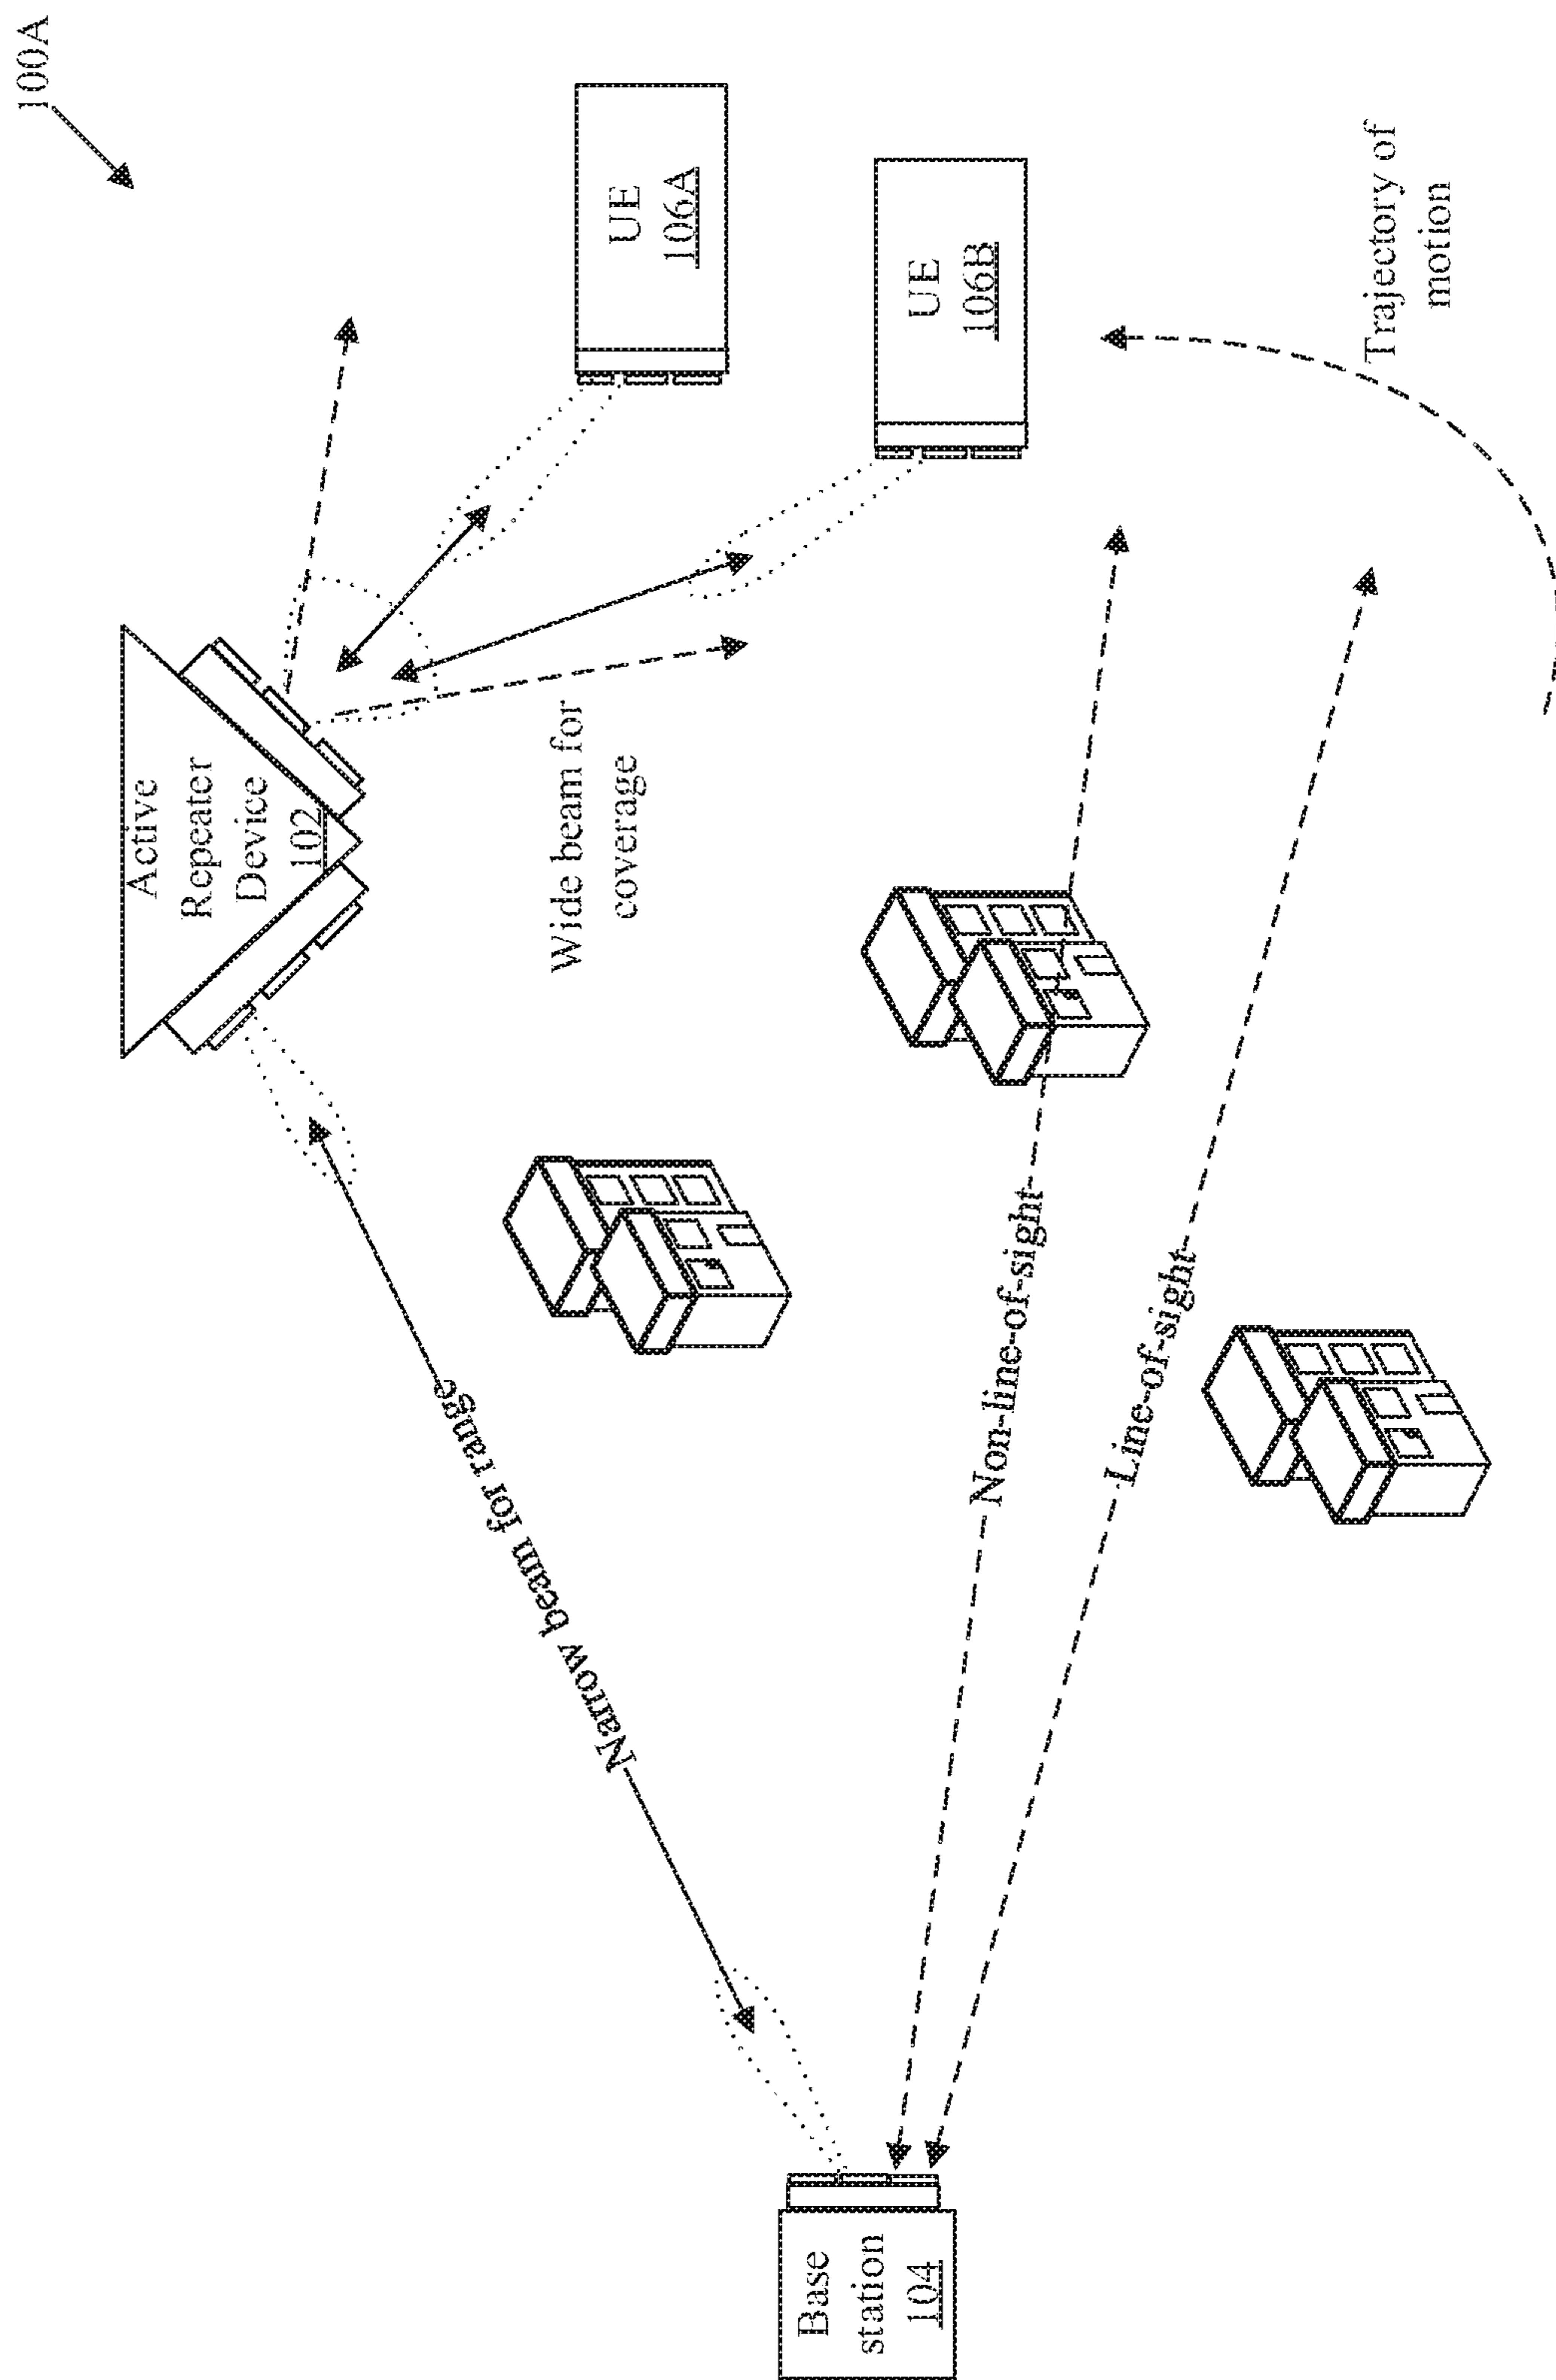 100A
Active
Repeater
Device
102
UE
106A
Narrow beam for range
Wide beam for
coverage
UE
106B
Base
station
104
Non-line-of-sight
Line-of-sight
Trajectory of
motion